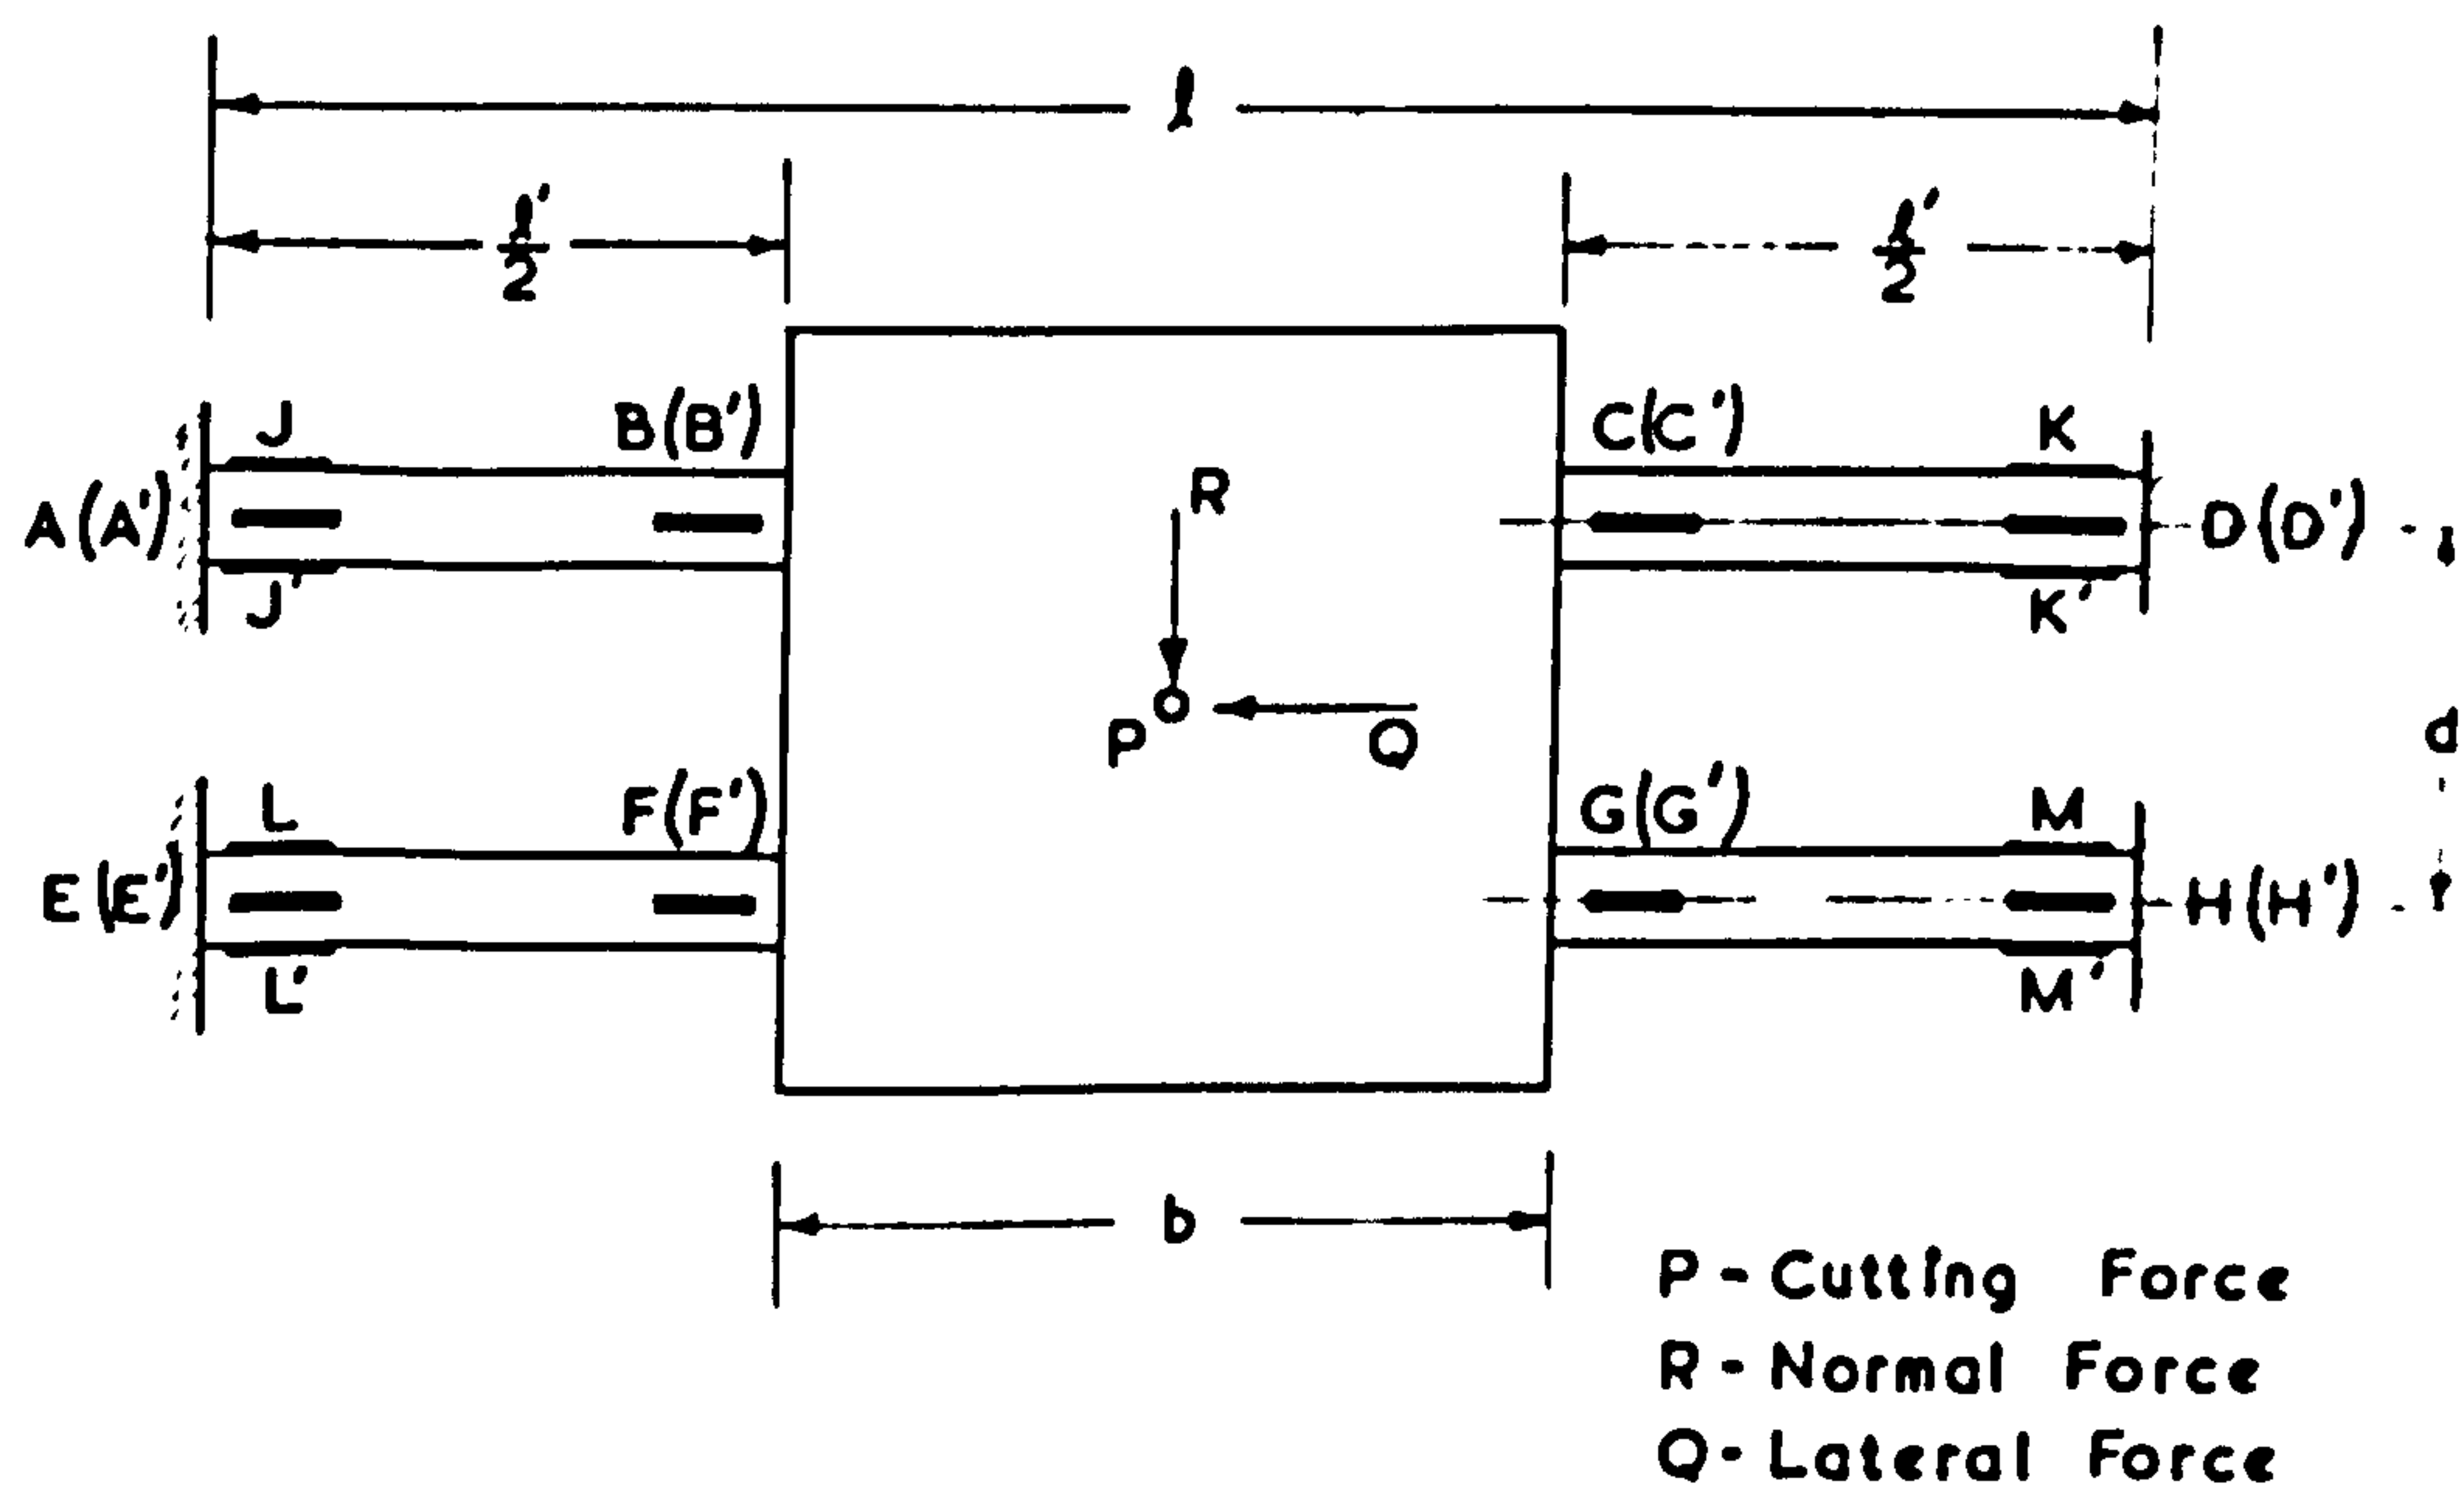 l
l'/2 l'/2
J B(B') C(C') K
R
A(A') D(D')
J' K'
P Q d
L F(F') G(G') M
E(E') H(H')
L' M'
b
P - Cutting Force
R - Normal Force
Q - Lateral Force